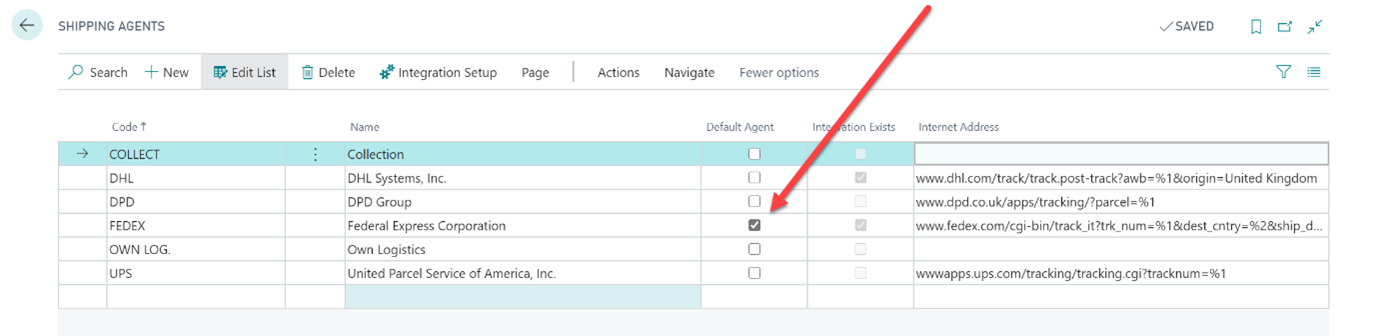 SHIPPING AGENTS
SAVED
Search New Edit List Delete Integration Setup Page Actions Navigate Fewer options
Code Name Default Agent Integration Exists Internet Address
COLLECT Collection
DHL DHL Systems, Inc. www.dhl.com/track/track.post-track?awb=%1&origin=United Kingdom
DPD DPD Group www.dpd.co.uk/apps/tracking/?parcel=%1
FEDEX Federal Express Corporation www.fedex.com/cgi-bin/track_it?trk_num=%1&dest_cntry=%2&ship_d...
OWN LOG. Own Logistics
UPS United Parcel Service of America, Inc. wwwapps.ups.com/tracking/tracking.cgi?tracknum=%1